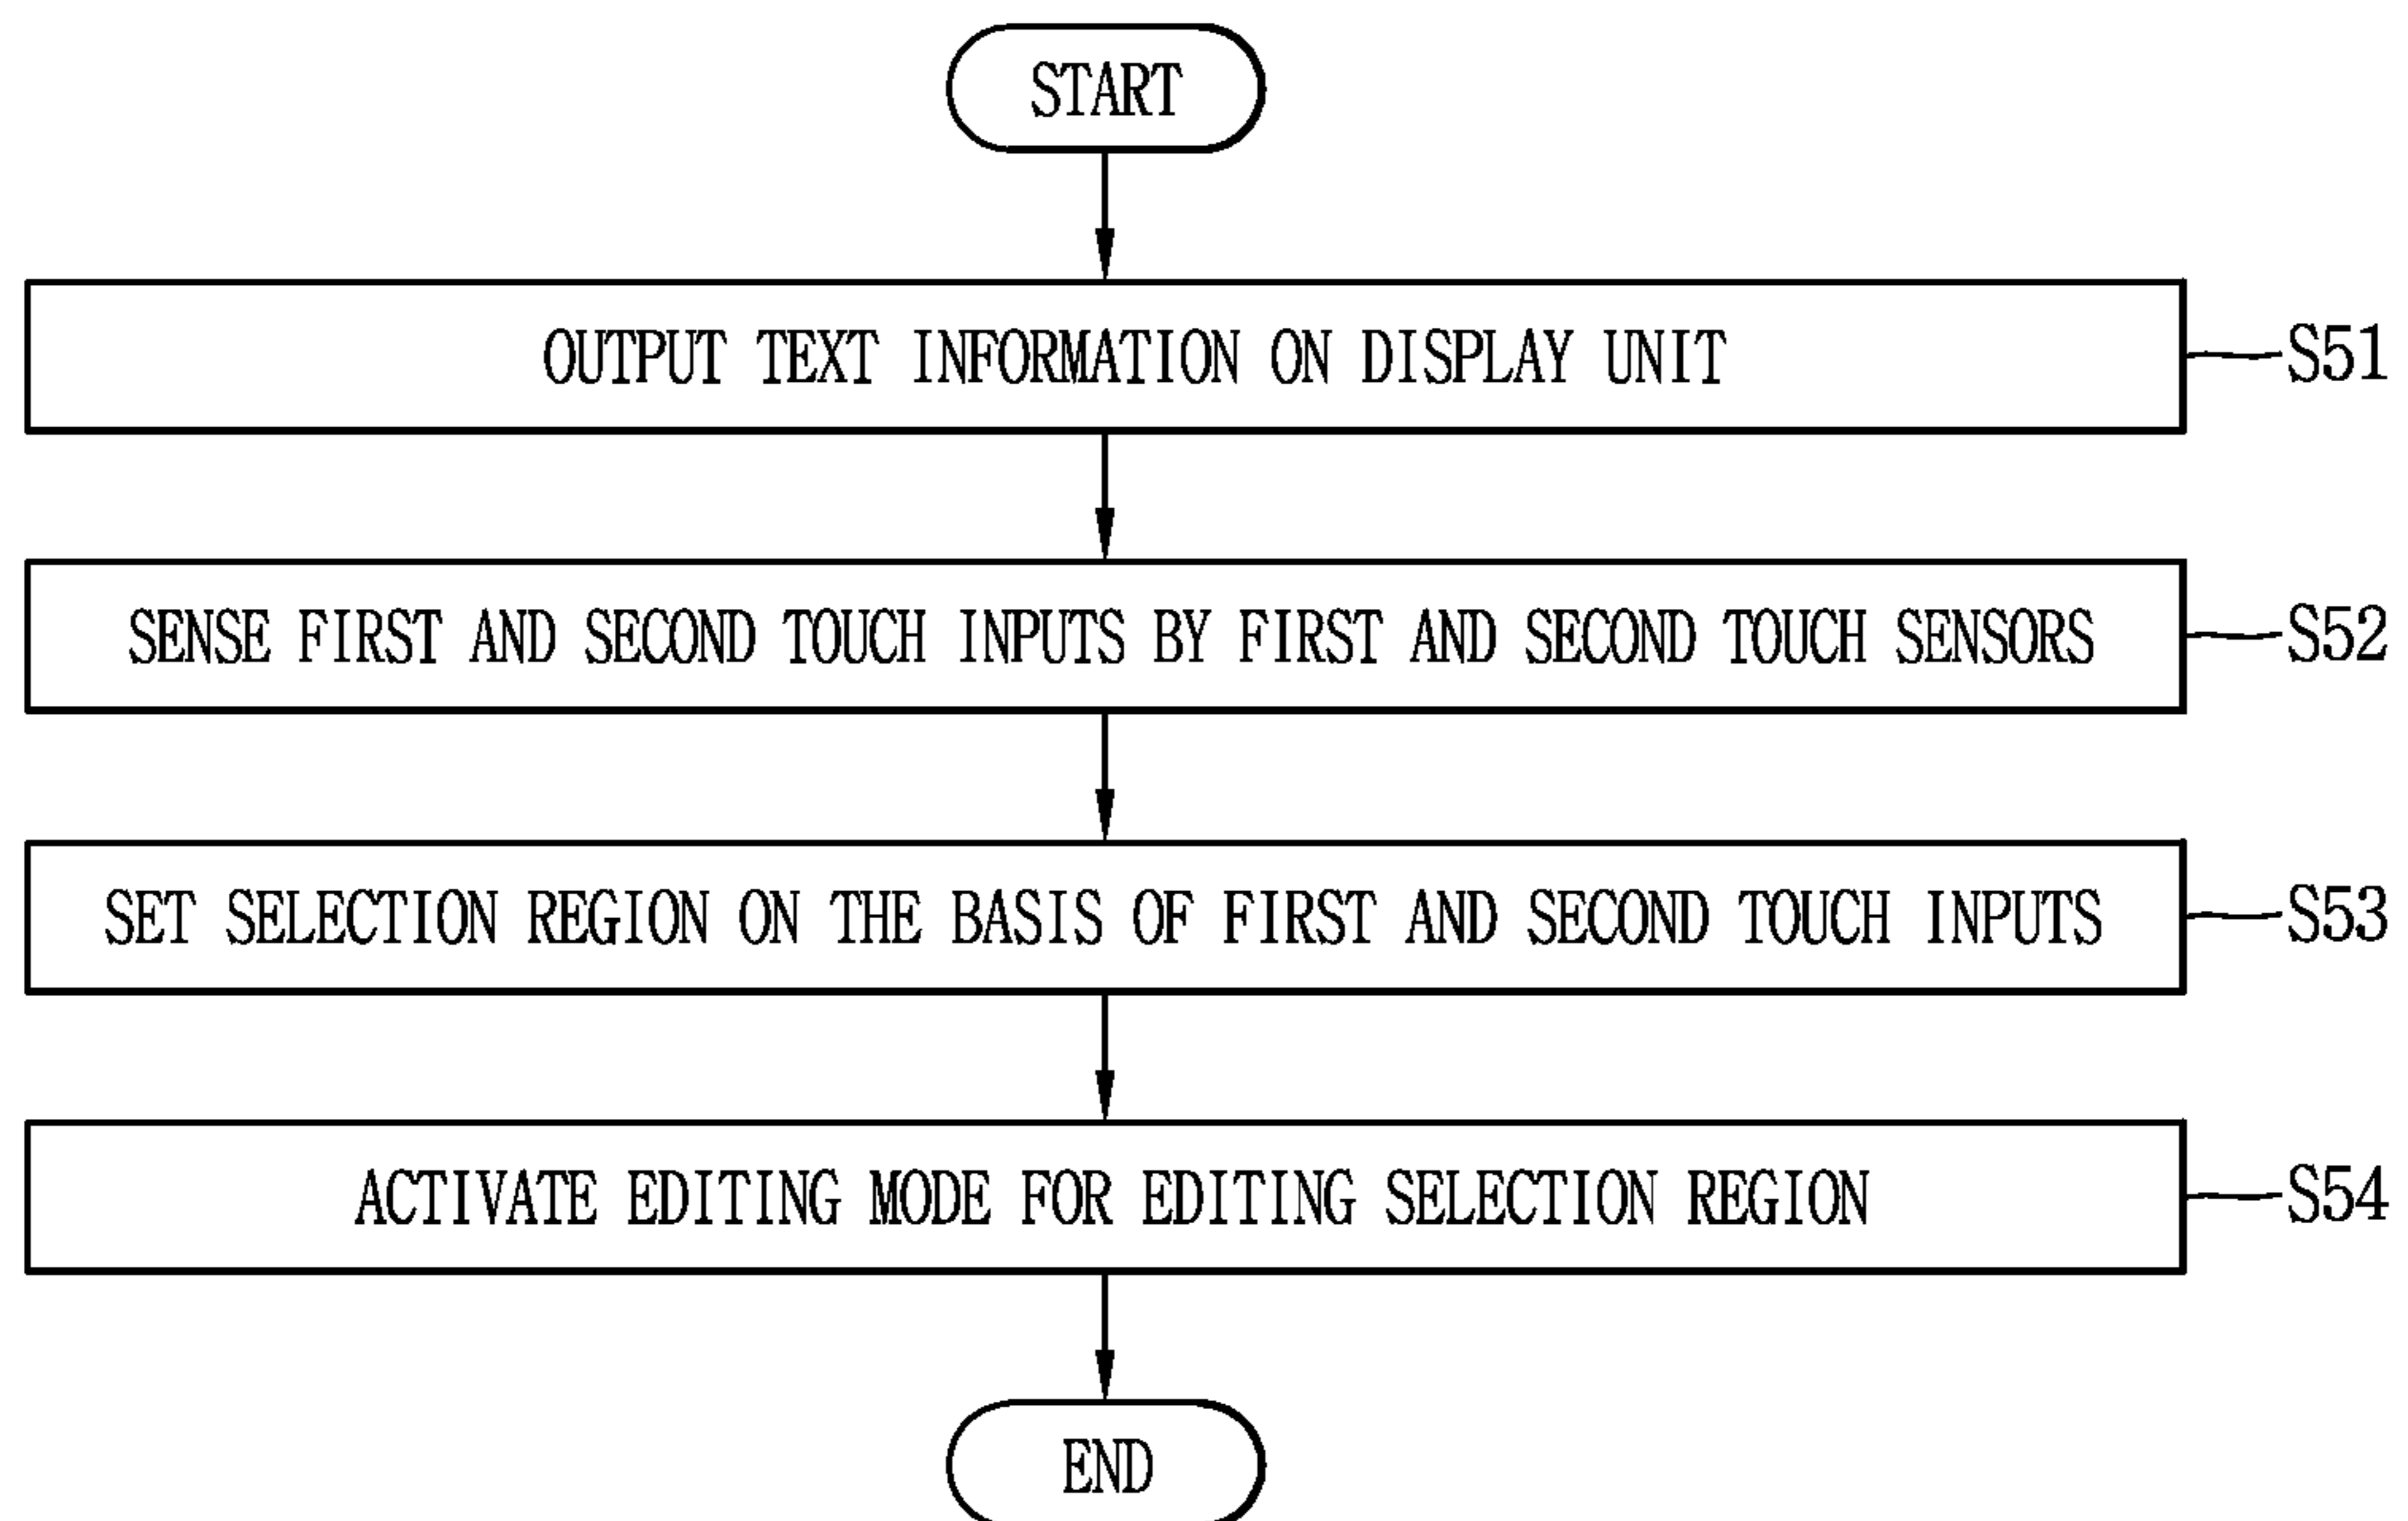 START
OUTPUT TEXT INFORMATION ON DISPLAY UNIT
S51
SENSE FIRST AND SECOND TOUCH INPUTS BY FIRST AND SECOND TOUCH SENSORS
S52
SET SELECTION REGION ON THE BASIS OF FIRST AND SECOND TOUCH INPUTS
S53
ACTIVATE EDITING MODE FOR EDITING SELECTION REGION
S54
END